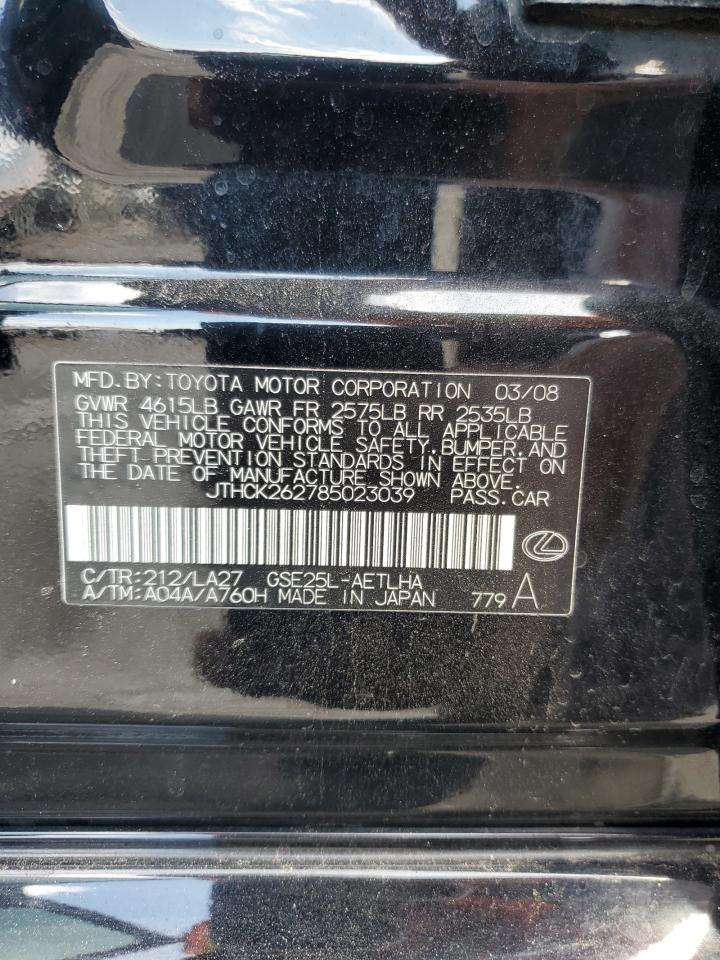 MFD.BY:TOYOTA MOTOR CORPORATION 03/08
GVWR 4615LB GAWR FR 2575LB RR 2535LB
THIS VEHICLE CONFORMS TO ALL APPLICABLE
FEDERAL MOTOR VEHICLE SAFETY,BUMPER,AND
THEFT PREVENTION STANDARDS IN EFFECT ON
THE DATE OF MANUFACTURE SHOWN ABOVE.
JTHCK262785023039 PASS.CAR
C/TR:212/LA27 GSE25L-AETLHA
A/TM:A04A/A760H MADE IN JAPAN 779 A